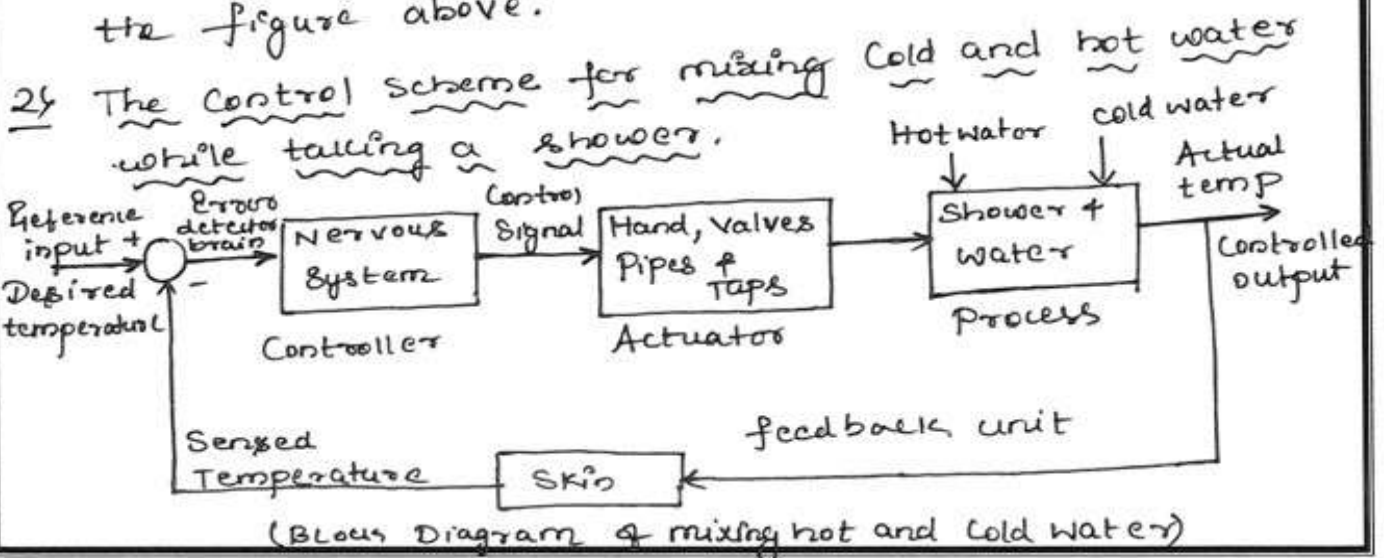 the figure above.
2) The Control scheme for mixing Cold and hot water
while taking a shower.
Hot water
cold water
Actual
temp
Reference
input +
Desired
temperature
Error
detector
brain
-
Nervous
System
Controller
Control
Signal
Hand, Valves
Pipes &
Taps
Actuator
Shower &
water
Process
Controlled
output
Sensed
Temperature
Skin
feedback unit
(Block Diagram of mixing hot and Cold Water)